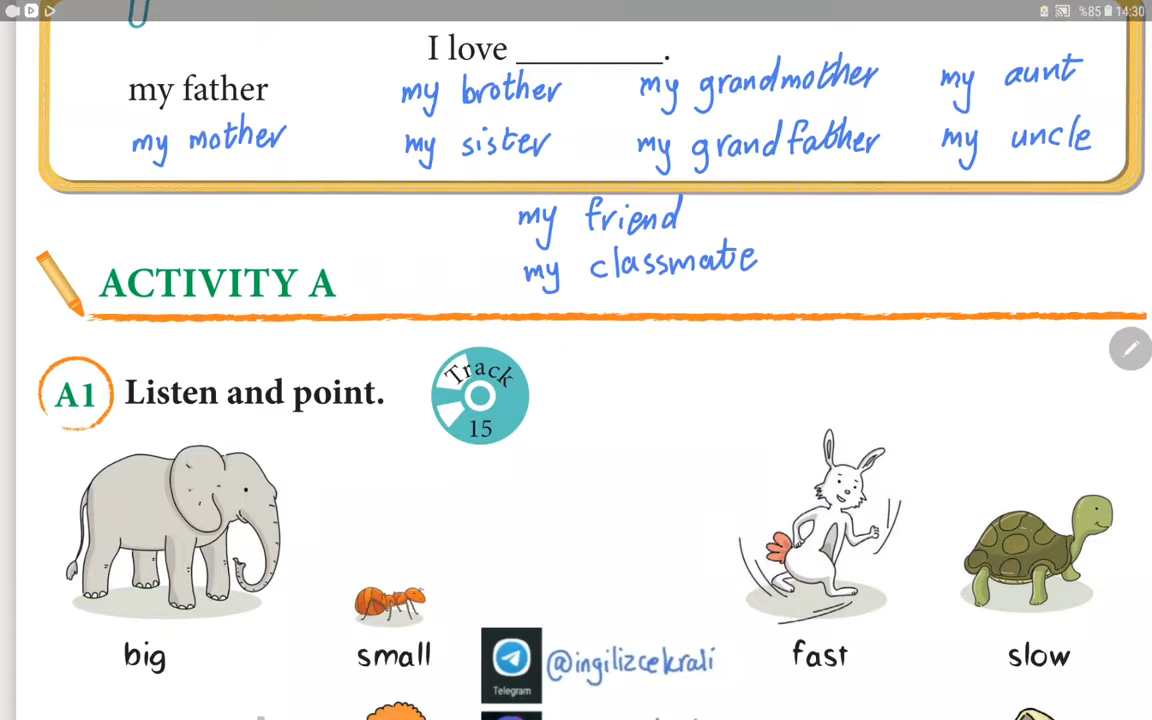 %85 14:30
I love _________.
my father my brother my grandmother my aunt
my mother my sister my grandfather my uncle
my friend
my classmate
ACTIVITY A
A1 Listen and point. Track 15
big small fast slow
Telegram @ingilizcekrali